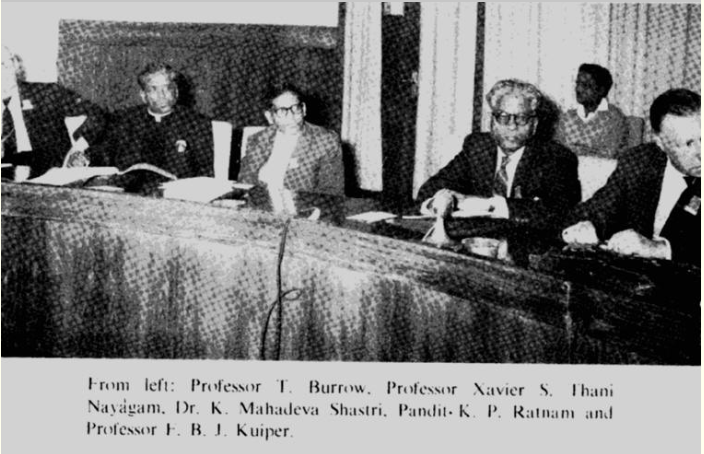 From left: Professor T. Burrow, Professor Xavier S. Thani
Nayagam, Dr. K. Mahadeva Shastri, Pandit K. P. Ratnam and
Professor F. B. J. Kuiper.